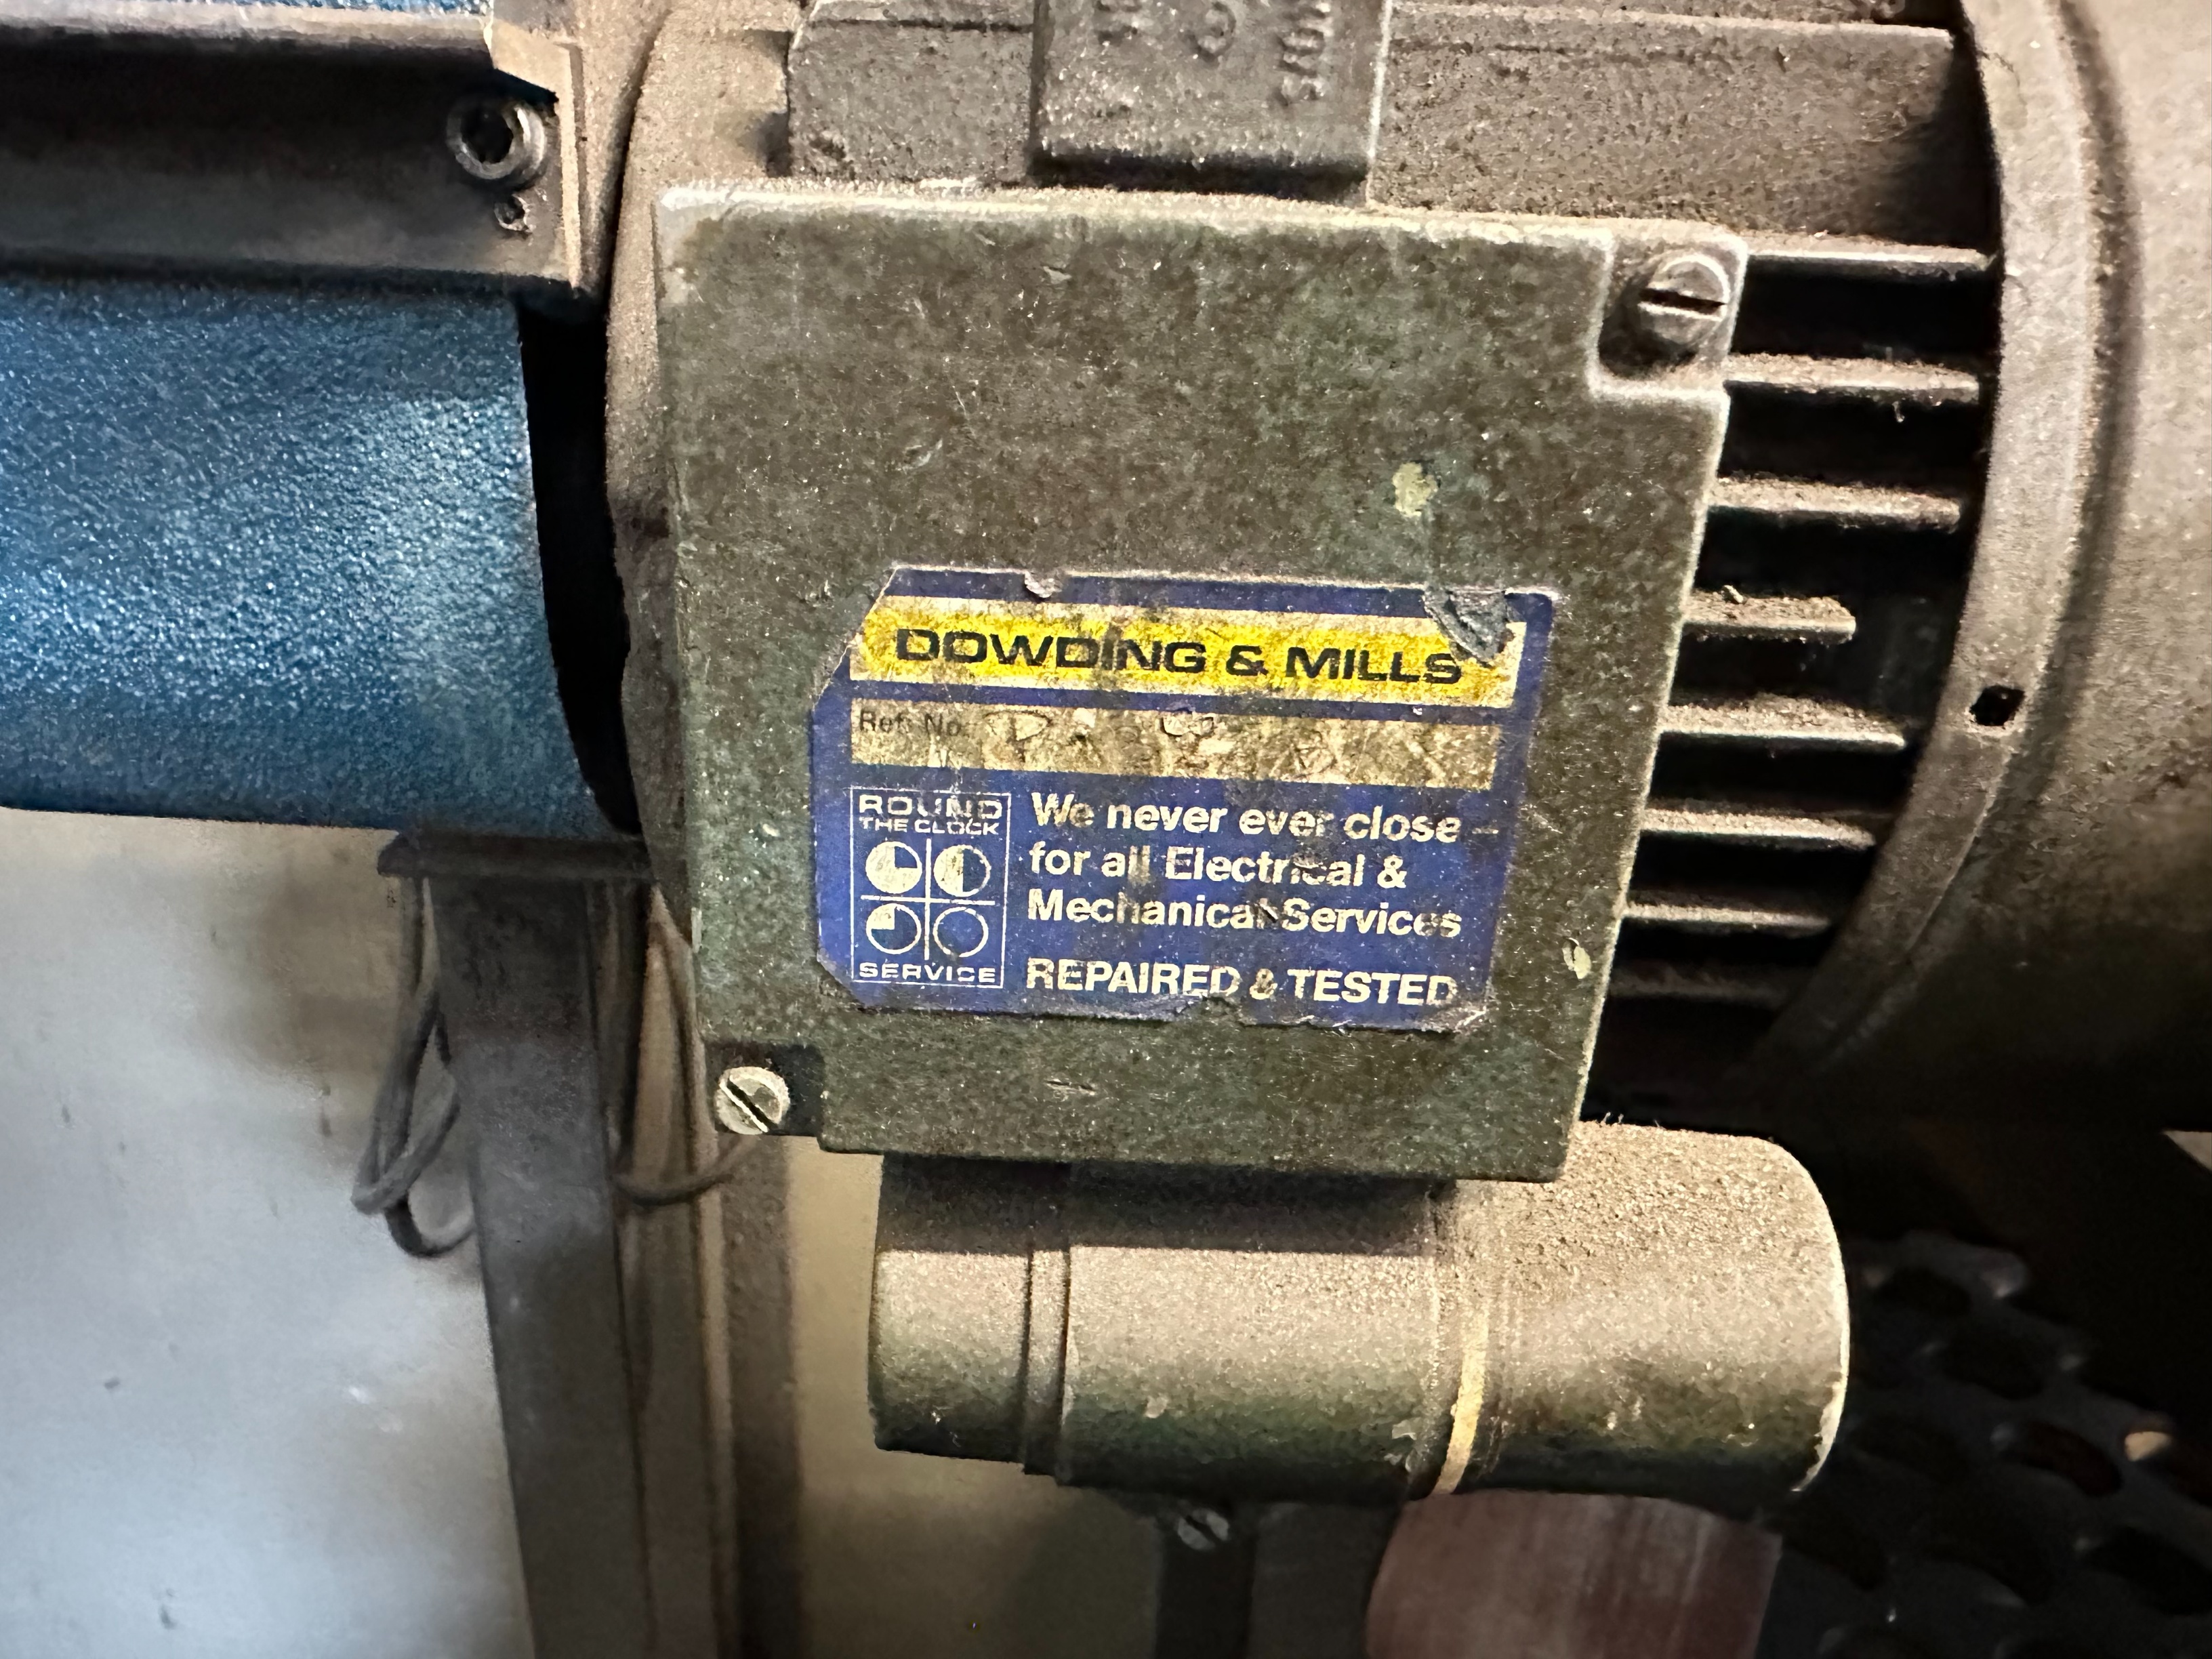 DOWDING & MILLS
Ref. No.
ROUND
THE CLOCK
SERVICE
We never ever close –
for all Electrical &
Mechanical Services
REPAIRED & TESTED